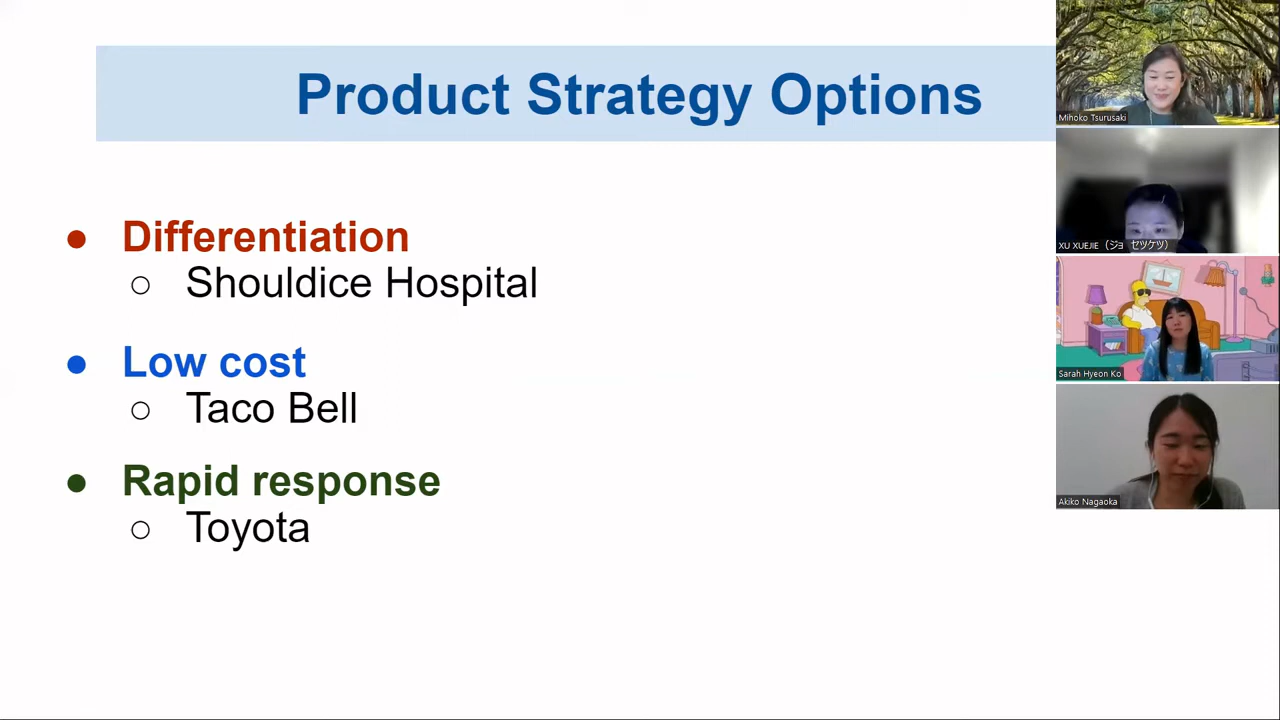 Product Strategy Options
● Differentiation
○ Shouldice Hospital
● Low cost
○ Taco Bell
● Rapid response
○ Toyota
Mihoko Tsurusaki
XU XUEJIE（ジョ　セツケツ）
Sarah Hyeon Ko
Akiko Nagaoka